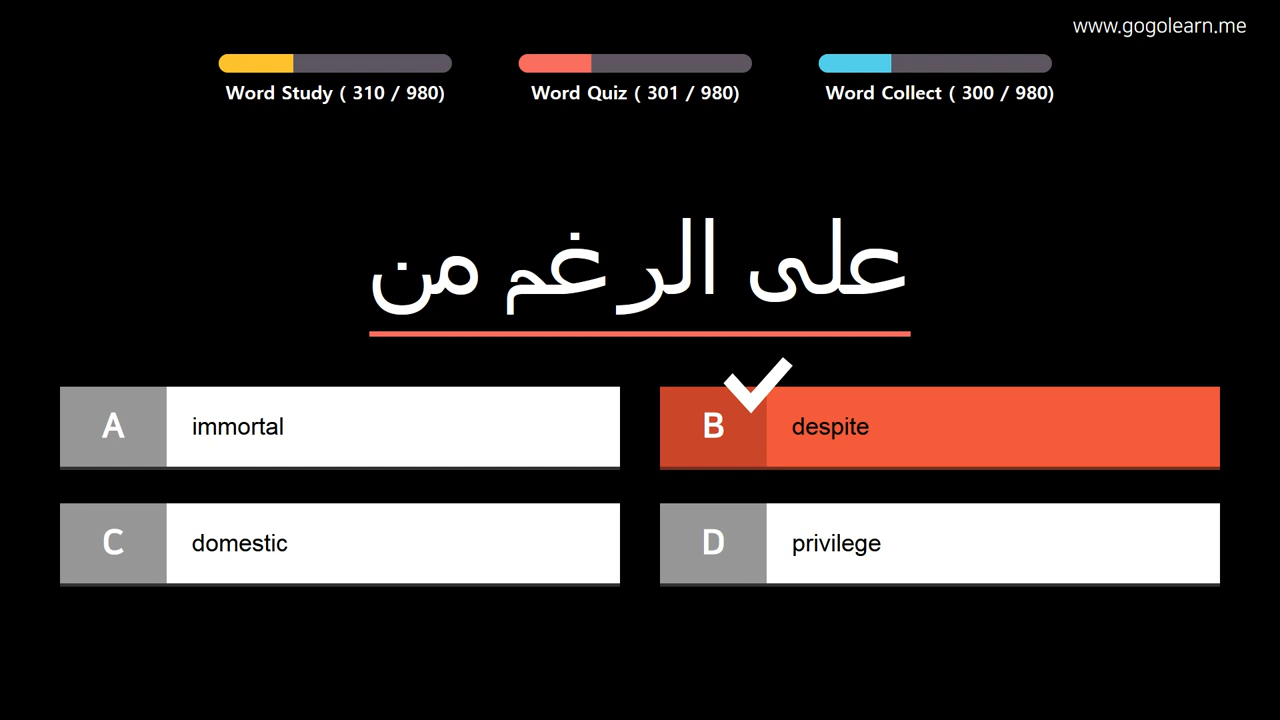 www.gogolearn.me
Word Study ( 310 / 980)
Word Quiz ( 301 / 980)
Word Collect ( 300 / 980)
على الرغم من
A immortal
B despite
C domestic
D privilege